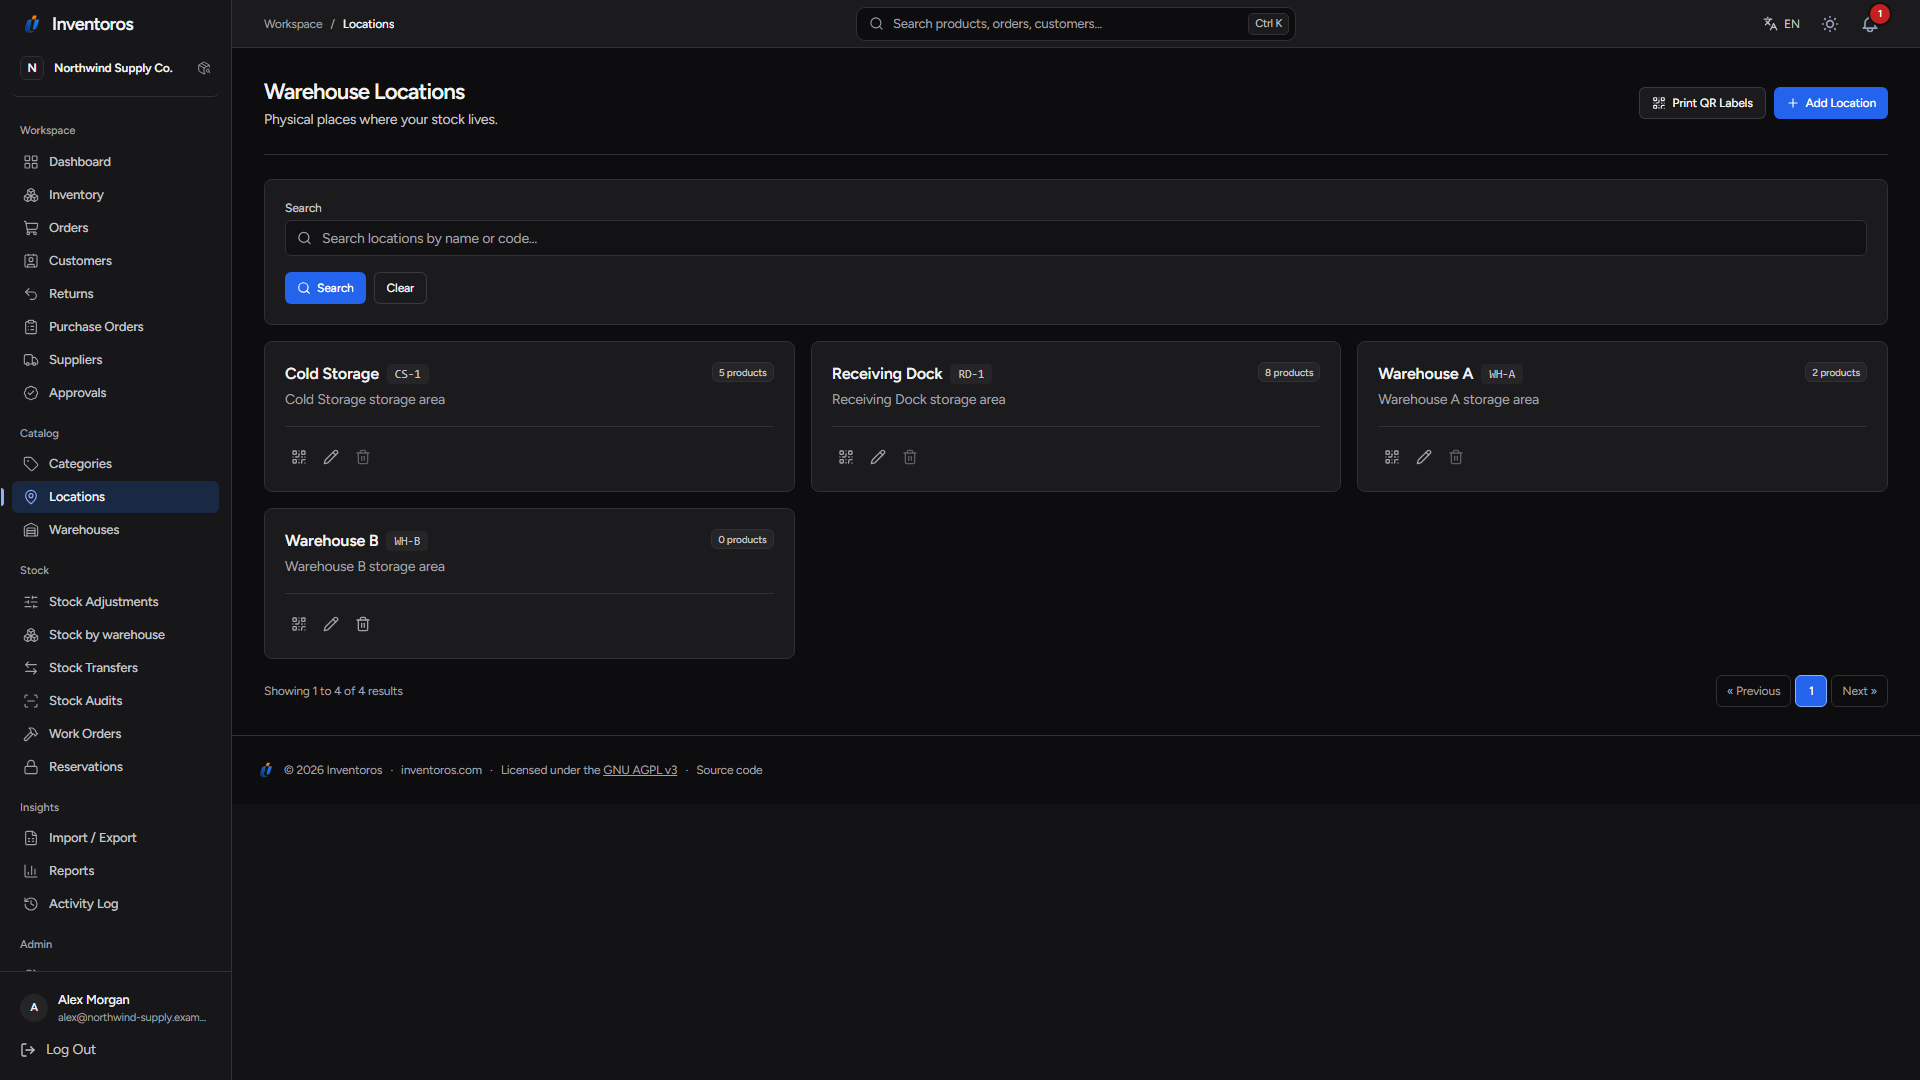 Inventoros
N Northwind Supply Co.
Workspace
Dashboard
Inventory
Orders
Customers
Returns
Purchase Orders
Suppliers
Approvals
Catalog
Categories
Locations
Warehouses
Stock
Stock Adjustments
Stock by warehouse
Stock Transfers
Stock Audits
Work Orders
Reservations
Insights
Import / Export
Reports
Activity Log
Admin
A
Alex Morgan
alex@northwind-supply.exam...
Log Out
Workspace / Locations
Search products, orders, customers... Ctrl K
EN
1
Warehouse Locations
Physical places where your stock lives.
Print QR Labels
Add Location
Search
Search locations by name or code...
Search
Clear
Cold Storage CS-1 5 products
Cold Storage storage area
Receiving Dock RD-1 8 products
Receiving Dock storage area
Warehouse A WH-A 2 products
Warehouse A storage area
Warehouse B WH-B 0 products
Warehouse B storage area
Showing 1 to 4 of 4 results
« Previous 1 Next »
© 2026 Inventoros · inventoros.com · Licensed under the GNU AGPL v3 · Source code